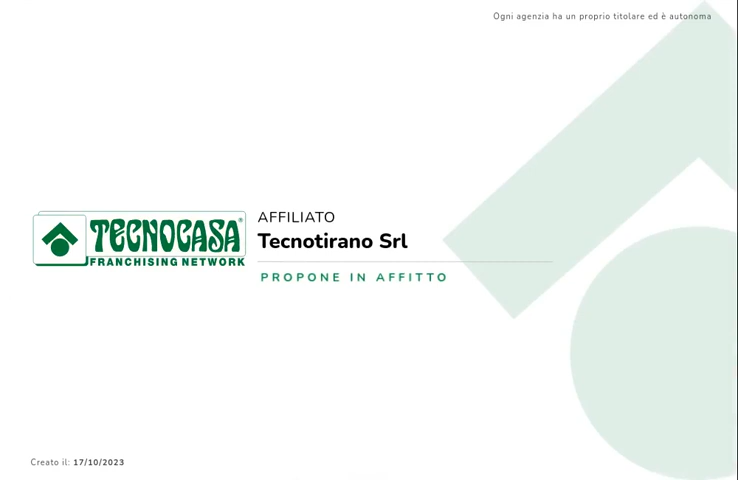 Ogni agenzia ha un proprio titolare ed è autonoma
TECNOCASA®
FRANCHISING NETWORK
AFFILIATO
Tecnotirano Srl
PROPONE IN AFFITTO
Creato il: 17/10/2023